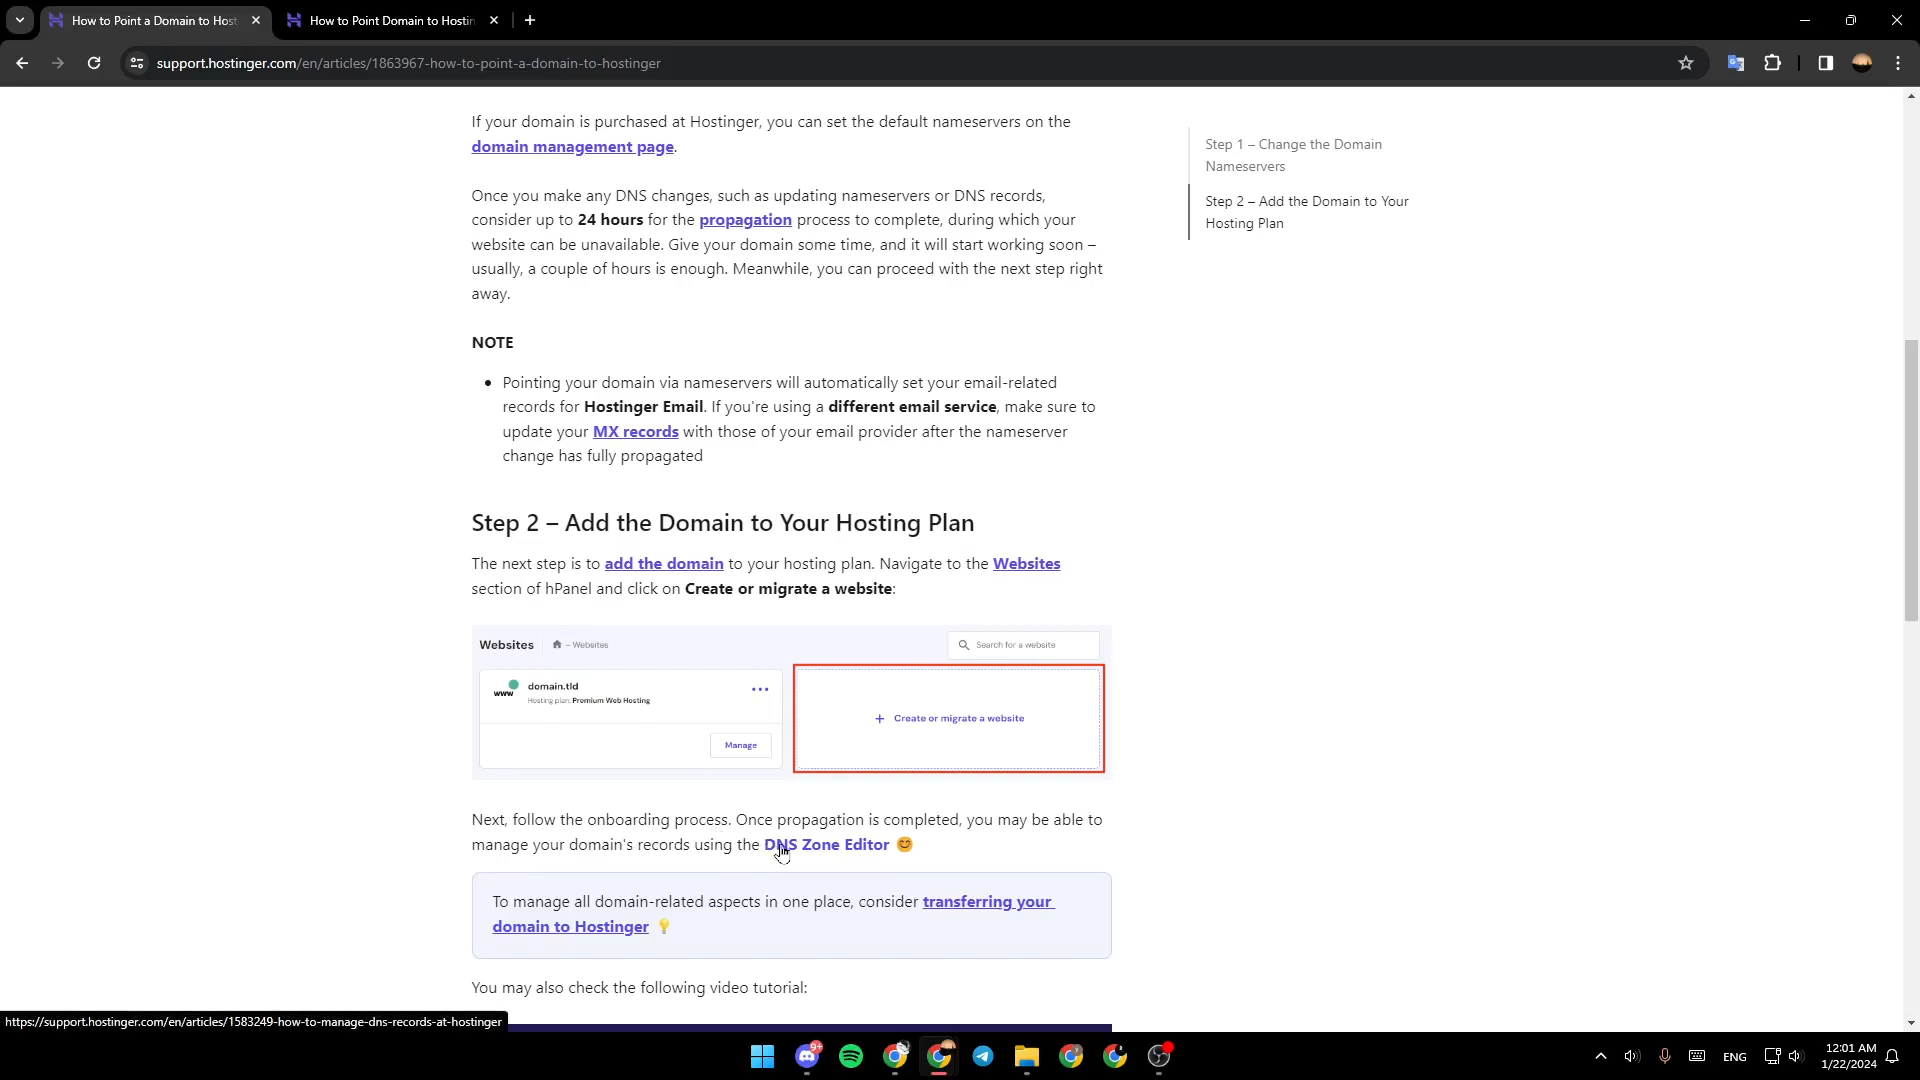 How to Point a Domain to Host
How to Point Domain to Hostin
support.hostinger.com/en/articles/1863967-how-to-point-a-domain-to-hostinger
If your domain is purchased at Hostinger, you can set the default nameservers on the
domain management page.
Once you make any DNS changes, such as updating nameservers or DNS records,
consider up to 24 hours for the propagation process to complete, during which your
website can be unavailable. Give your domain some time, and it will start working soon –
usually, a couple of hours is enough. Meanwhile, you can proceed with the next step right
away.
NOTE
• Pointing your domain via nameservers will automatically set your email-related
records for Hostinger Email. If you're using a different email service, make sure to
update your MX records with those of your email provider after the nameserver
change has fully propagated
Step 2 – Add the Domain to Your Hosting Plan
The next step is to add the domain to your hosting plan. Navigate to the Websites
section of hPanel and click on Create or migrate a website:
Websites
– Websites
Search for a website
www
domain.tld
Hosting plan: Premium Web Hosting
Manage
+ Create or migrate a website
Next, follow the onboarding process. Once propagation is completed, you may be able to
manage your domain's records using the DNS Zone Editor 😊
To manage all domain-related aspects in one place, consider transferring your
domain to Hostinger 💡
You may also check the following video tutorial:
Step 1 – Change the Domain
Nameservers
Step 2 – Add the Domain to Your
Hosting Plan
https://support.hostinger.com/en/articles/1583249-how-to-manage-dns-records-at-hostinger
9+
ENG
12:01 AM
1/22/2024